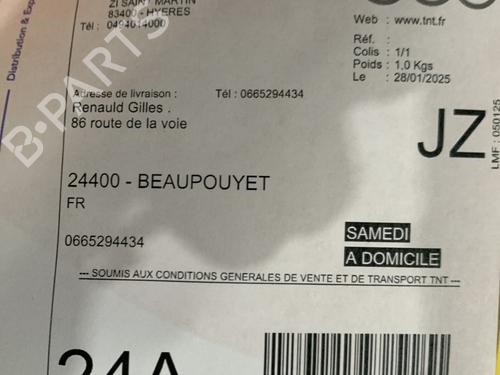 ZI SAINT MARTIN
83400 - HYERES
Tél : 0494014000
Distribution & Exp
Web : www.tnt.fr
Réf. :
Colis : 1/1
Poids : 1,0 Kgs
Le : 28/01/2025
Adresse de livraison : Tél : 0665294434
Renauld Gilles .
86 route de la voie
JZ
LMF : 050125
24400 - BEAUPOUYET
FR
0665294434
SAMEDI
A DOMICILE
--- SOUMIS AUX CONDITIONS GENERALES DE VENTE ET DE TRANSPORT TNT ---
24A
B-PARTS